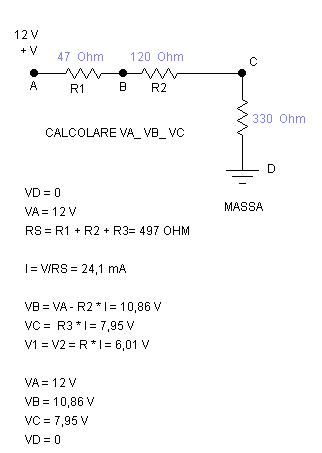 12 V
+ V
47 Ohm
120 Ohm
C
A
R1
B
R2
330 Ohm
CALCOLARE VA_ VB_ VC
D
MASSA
VD = 0
VA = 12 V
RS = R1 + R2 + R3= 497 OHM
I = V/RS = 24,1 mA
VB = VA - R2 * I = 10,86 V
VC = R3 * I = 7,95 V
V1 = V2 = R * I = 6,01 V
VA = 12 V
VB = 10,86 V
VC = 7,95 V
VD = 0